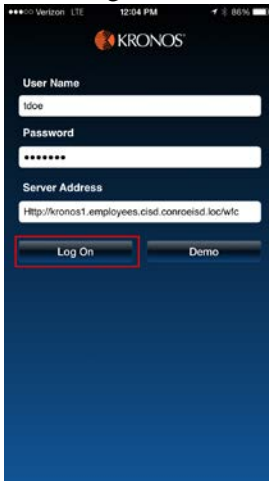 Verizon LTE 12:04 PM 86%
KRONOS
User Name
tdoe
Password
•••••••
Server Address
Http://kronos1.employees.cisd.conroeisd.loc/wfc
Log On Demo